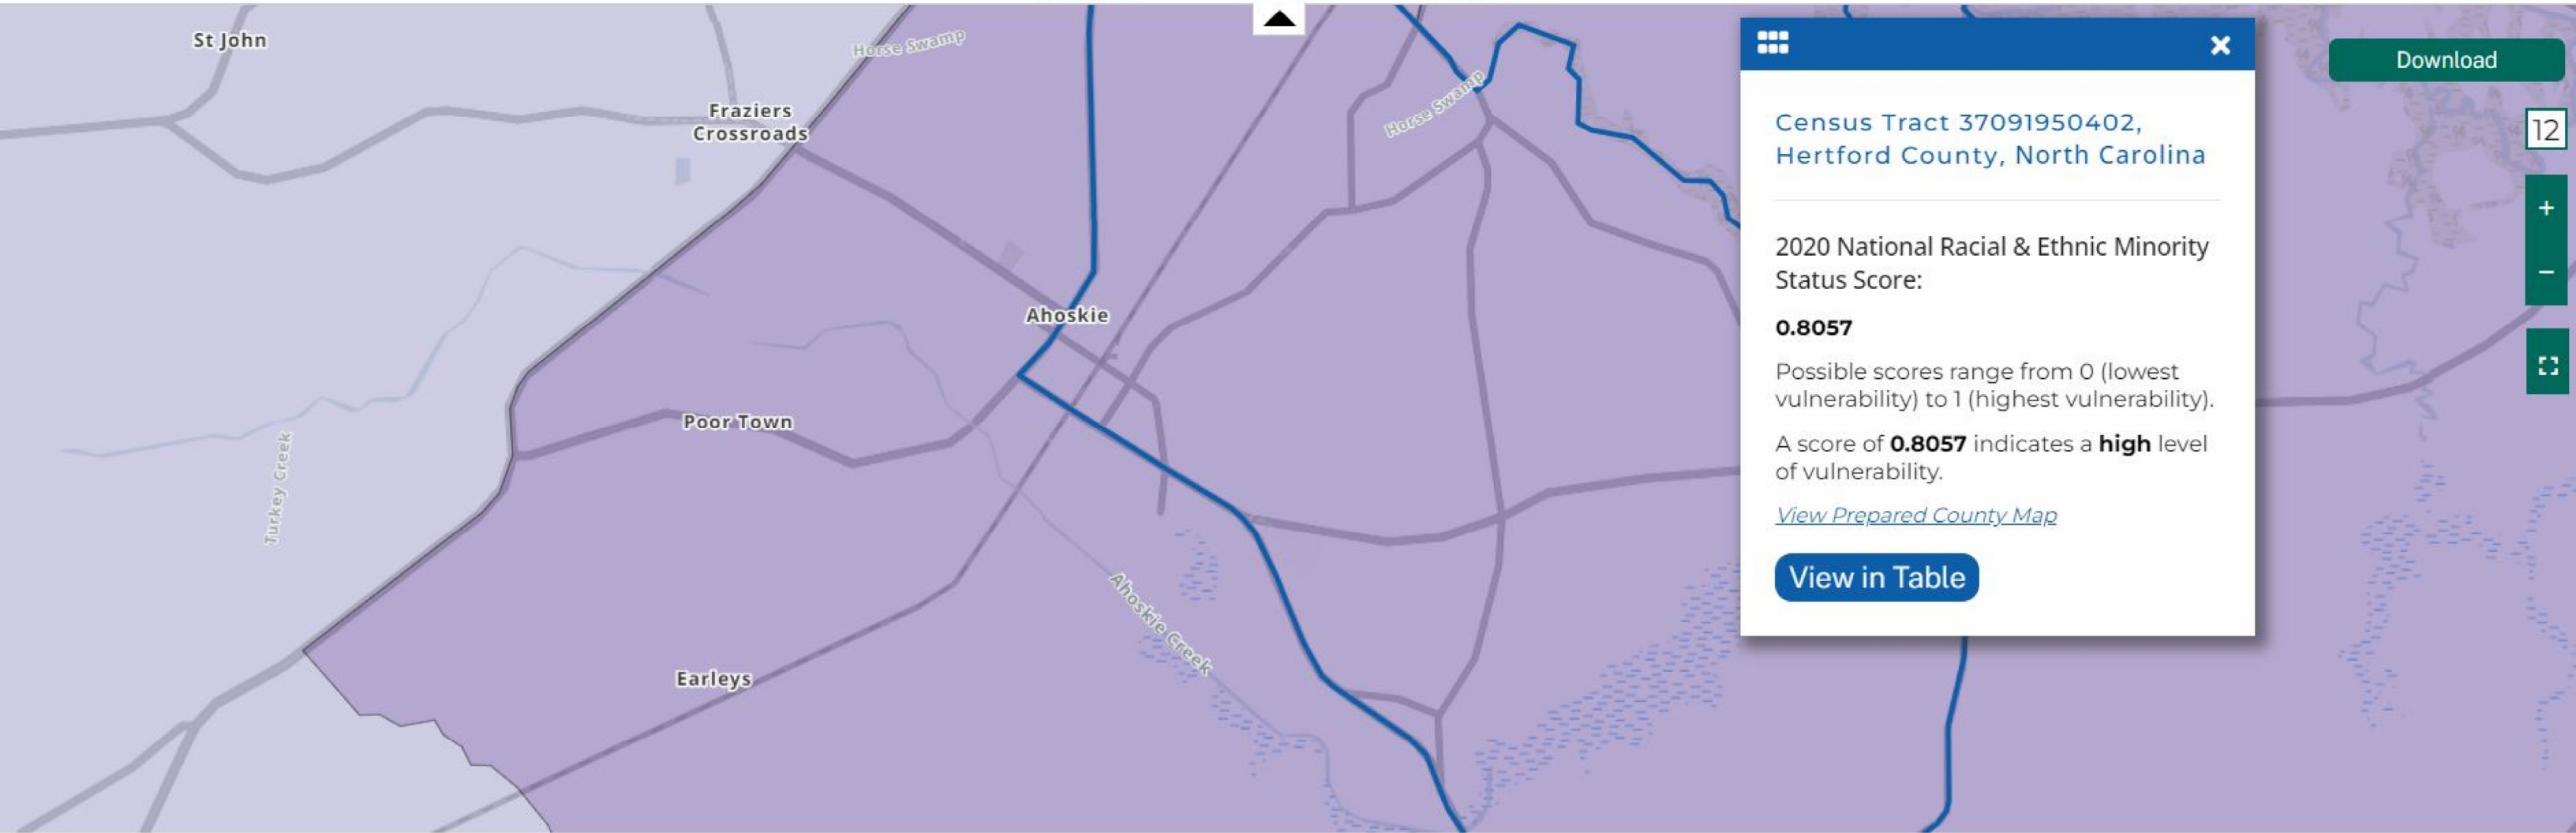 St John
Horse Swamp
Fraziers
Crossroads
Horse Swamp
Ahoskie
Poor Town
Turkey Creek
Ahoskie Creek
Earleys
Census Tract 37091950402,
Hertford County, North Carolina
2020 National Racial & Ethnic Minority
Status Score:
0.8057
Possible scores range from 0 (lowest
vulnerability) to 1 (highest vulnerability).
A score of 0.8057 indicates a high level
of vulnerability.
View Prepared County Map
View in Table
Download
12
+
−